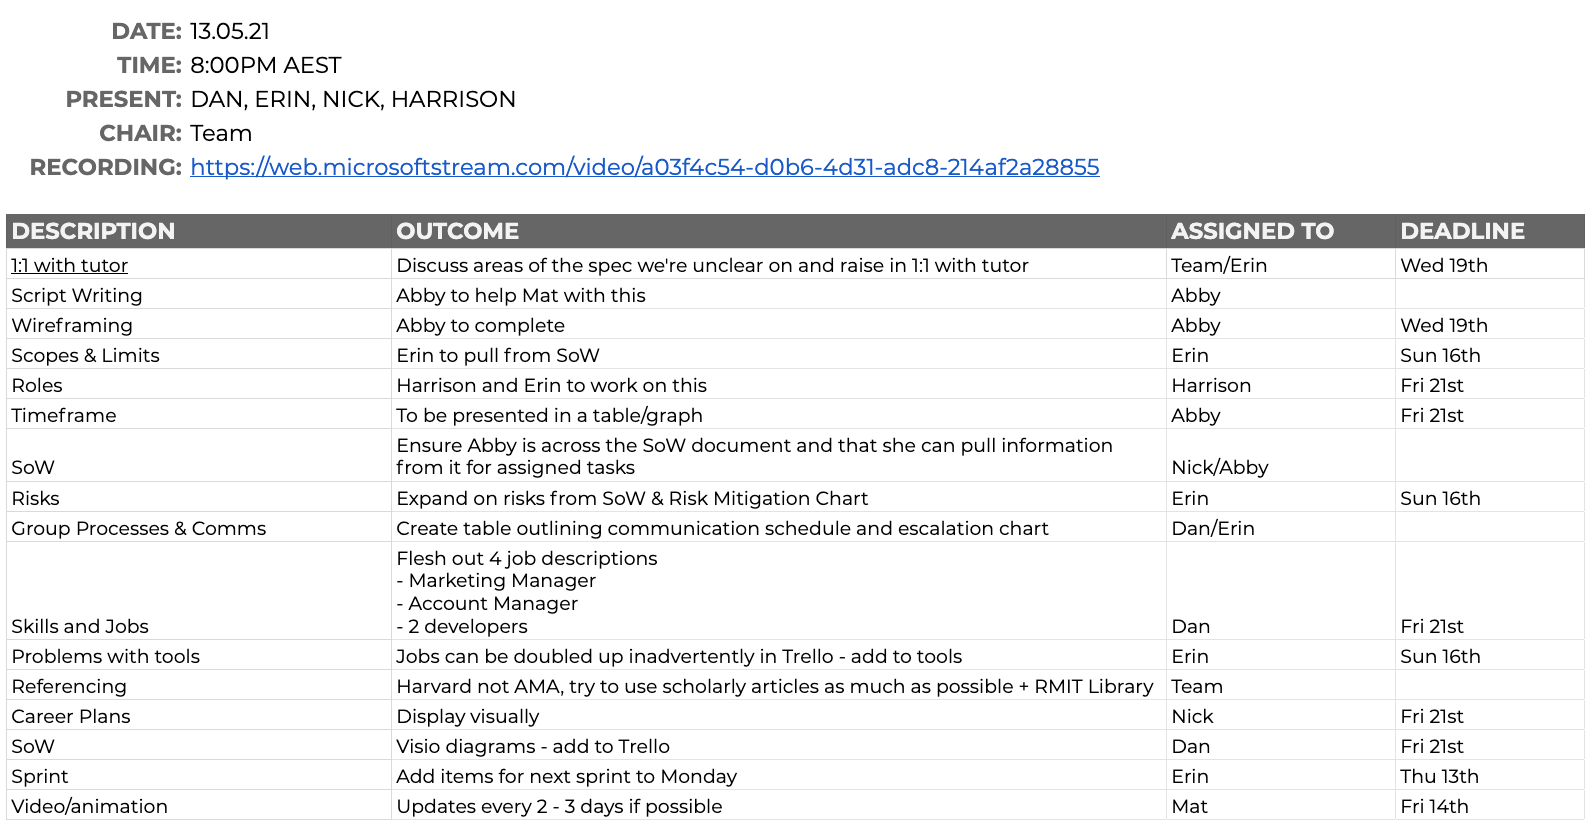 DATE: 13.05.21
TIME: 8:00PM AEST
PRESENT: DAN, ERIN, NICK, HARRISON
CHAIR: Team
RECORDING: https://web.microsoftstream.com/video/a03f4c54-d0b6-4d31-adc8-214af2a28855
DESCRIPTION OUTCOME ASSIGNED TO DEADLINE
1:1 with tutor Discuss areas of the spec we're unclear on and raise in 1:1 with tutor Team/Erin Wed 19th
Script Writing Abby to help Mat with this Abby
Wireframing Abby to complete Abby Wed 19th
Scopes & Limits Erin to pull from SoW Erin Sun 16th
Roles Harrison and Erin to work on this Harrison Fri 21st
Timeframe To be presented in a table/graph Abby Fri 21st
Ensure Abby is across the SoW document and that she can pull information
SoW from it for assigned tasks Nick/Abby
Risks Expand on risks from SoW & Risk Mitigation Chart Erin Sun 16th
Group Processes & Comms Create table outlining communication schedule and escalation chart Dan/Erin
Flesh out 4 job descriptions
- Marketing Manager
- Account Manager
Skills and Jobs - 2 developers Dan Fri 21st
Problems with tools Jobs can be doubled up inadvertently in Trello - add to tools Erin Sun 16th
Referencing Harvard not AMA, try to use scholarly articles as much as possible + RMIT Library Team
Career Plans Display visually Nick Fri 21st
SoW Visio diagrams - add to Trello Dan Fri 21st
Sprint Add items for next sprint to Monday Erin Thu 13th
Video/animation Updates every 2 - 3 days if possible Mat Fri 14th